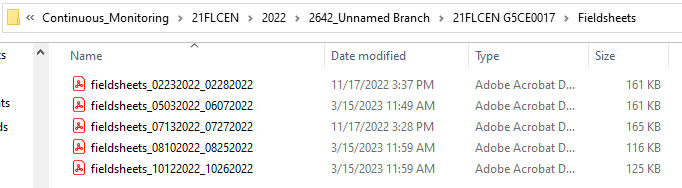 « Continuous_Monitoring > 21FLCEN > 2022 > 2642_Unnamed Branch > 21FLCEN G5CE0017 > Fieldsheets
Name Date modified Type Size
fieldsheets_02232022_02282022 11/17/2022 3:37 PM Adobe Acrobat D... 161 KB
fieldsheets_05032022_06072022 3/15/2023 11:49 AM Adobe Acrobat D... 161 KB
fieldsheets_07132022_07272022 11/17/2022 3:28 PM Adobe Acrobat D... 165 KB
fieldsheets_08102022_08252022 3/15/2023 11:59 AM Adobe Acrobat D... 116 KB
fieldsheets_10122022_10262022 3/15/2023 11:59 AM Adobe Acrobat D... 125 KB